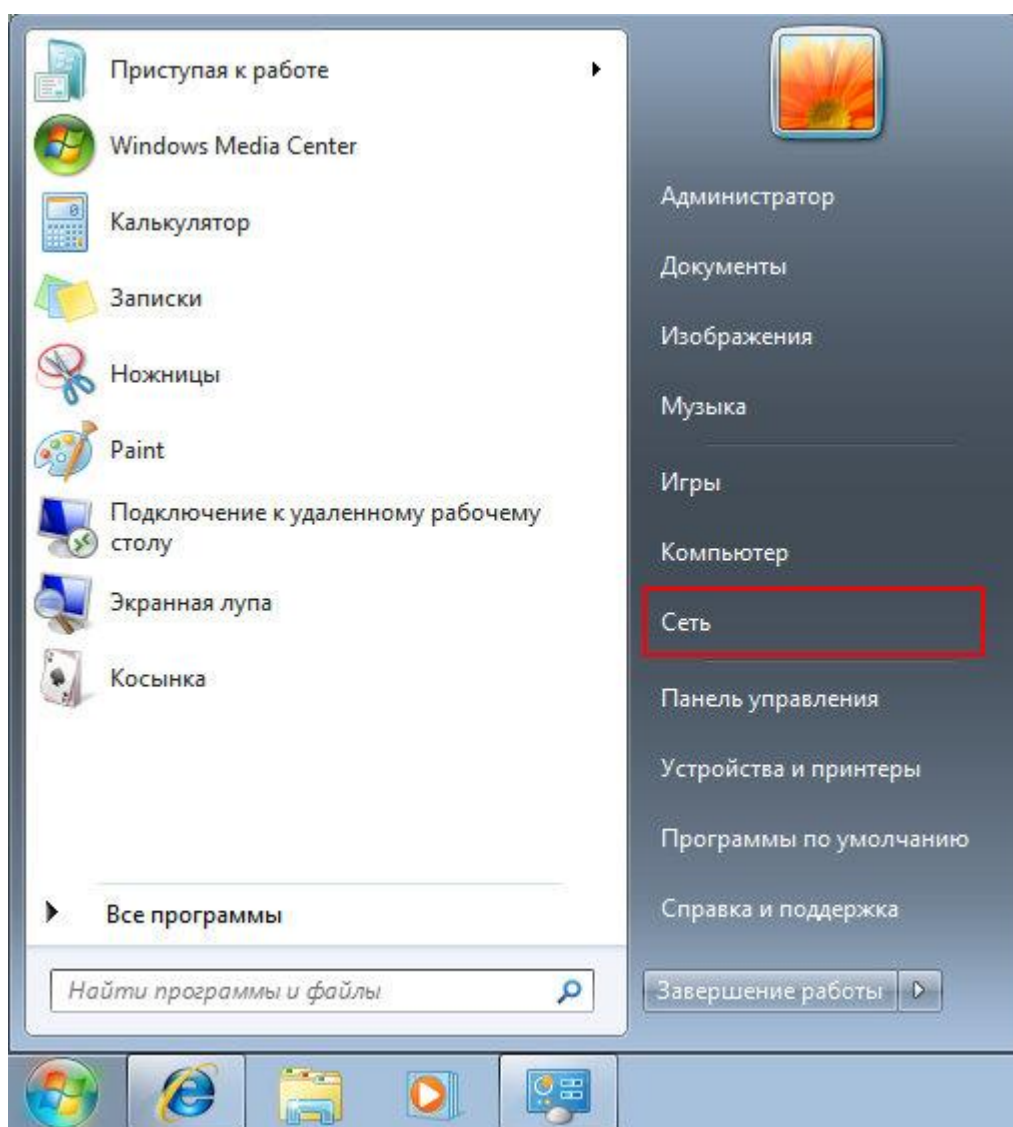 Приступая к работе
Windows Media Center
Калькулятор
Записки
Ножницы
Paint
Подключение к удаленному рабочему
столу
Экранная лупа
Косынка
Все программы
Найти программы и файлы
Администратор
Документы
Изображения
Музыка
Игры
Компьютер
Сеть
Панель управления
Устройства и принтеры
Программы по умолчанию
Справка и поддержка
Завершение работы